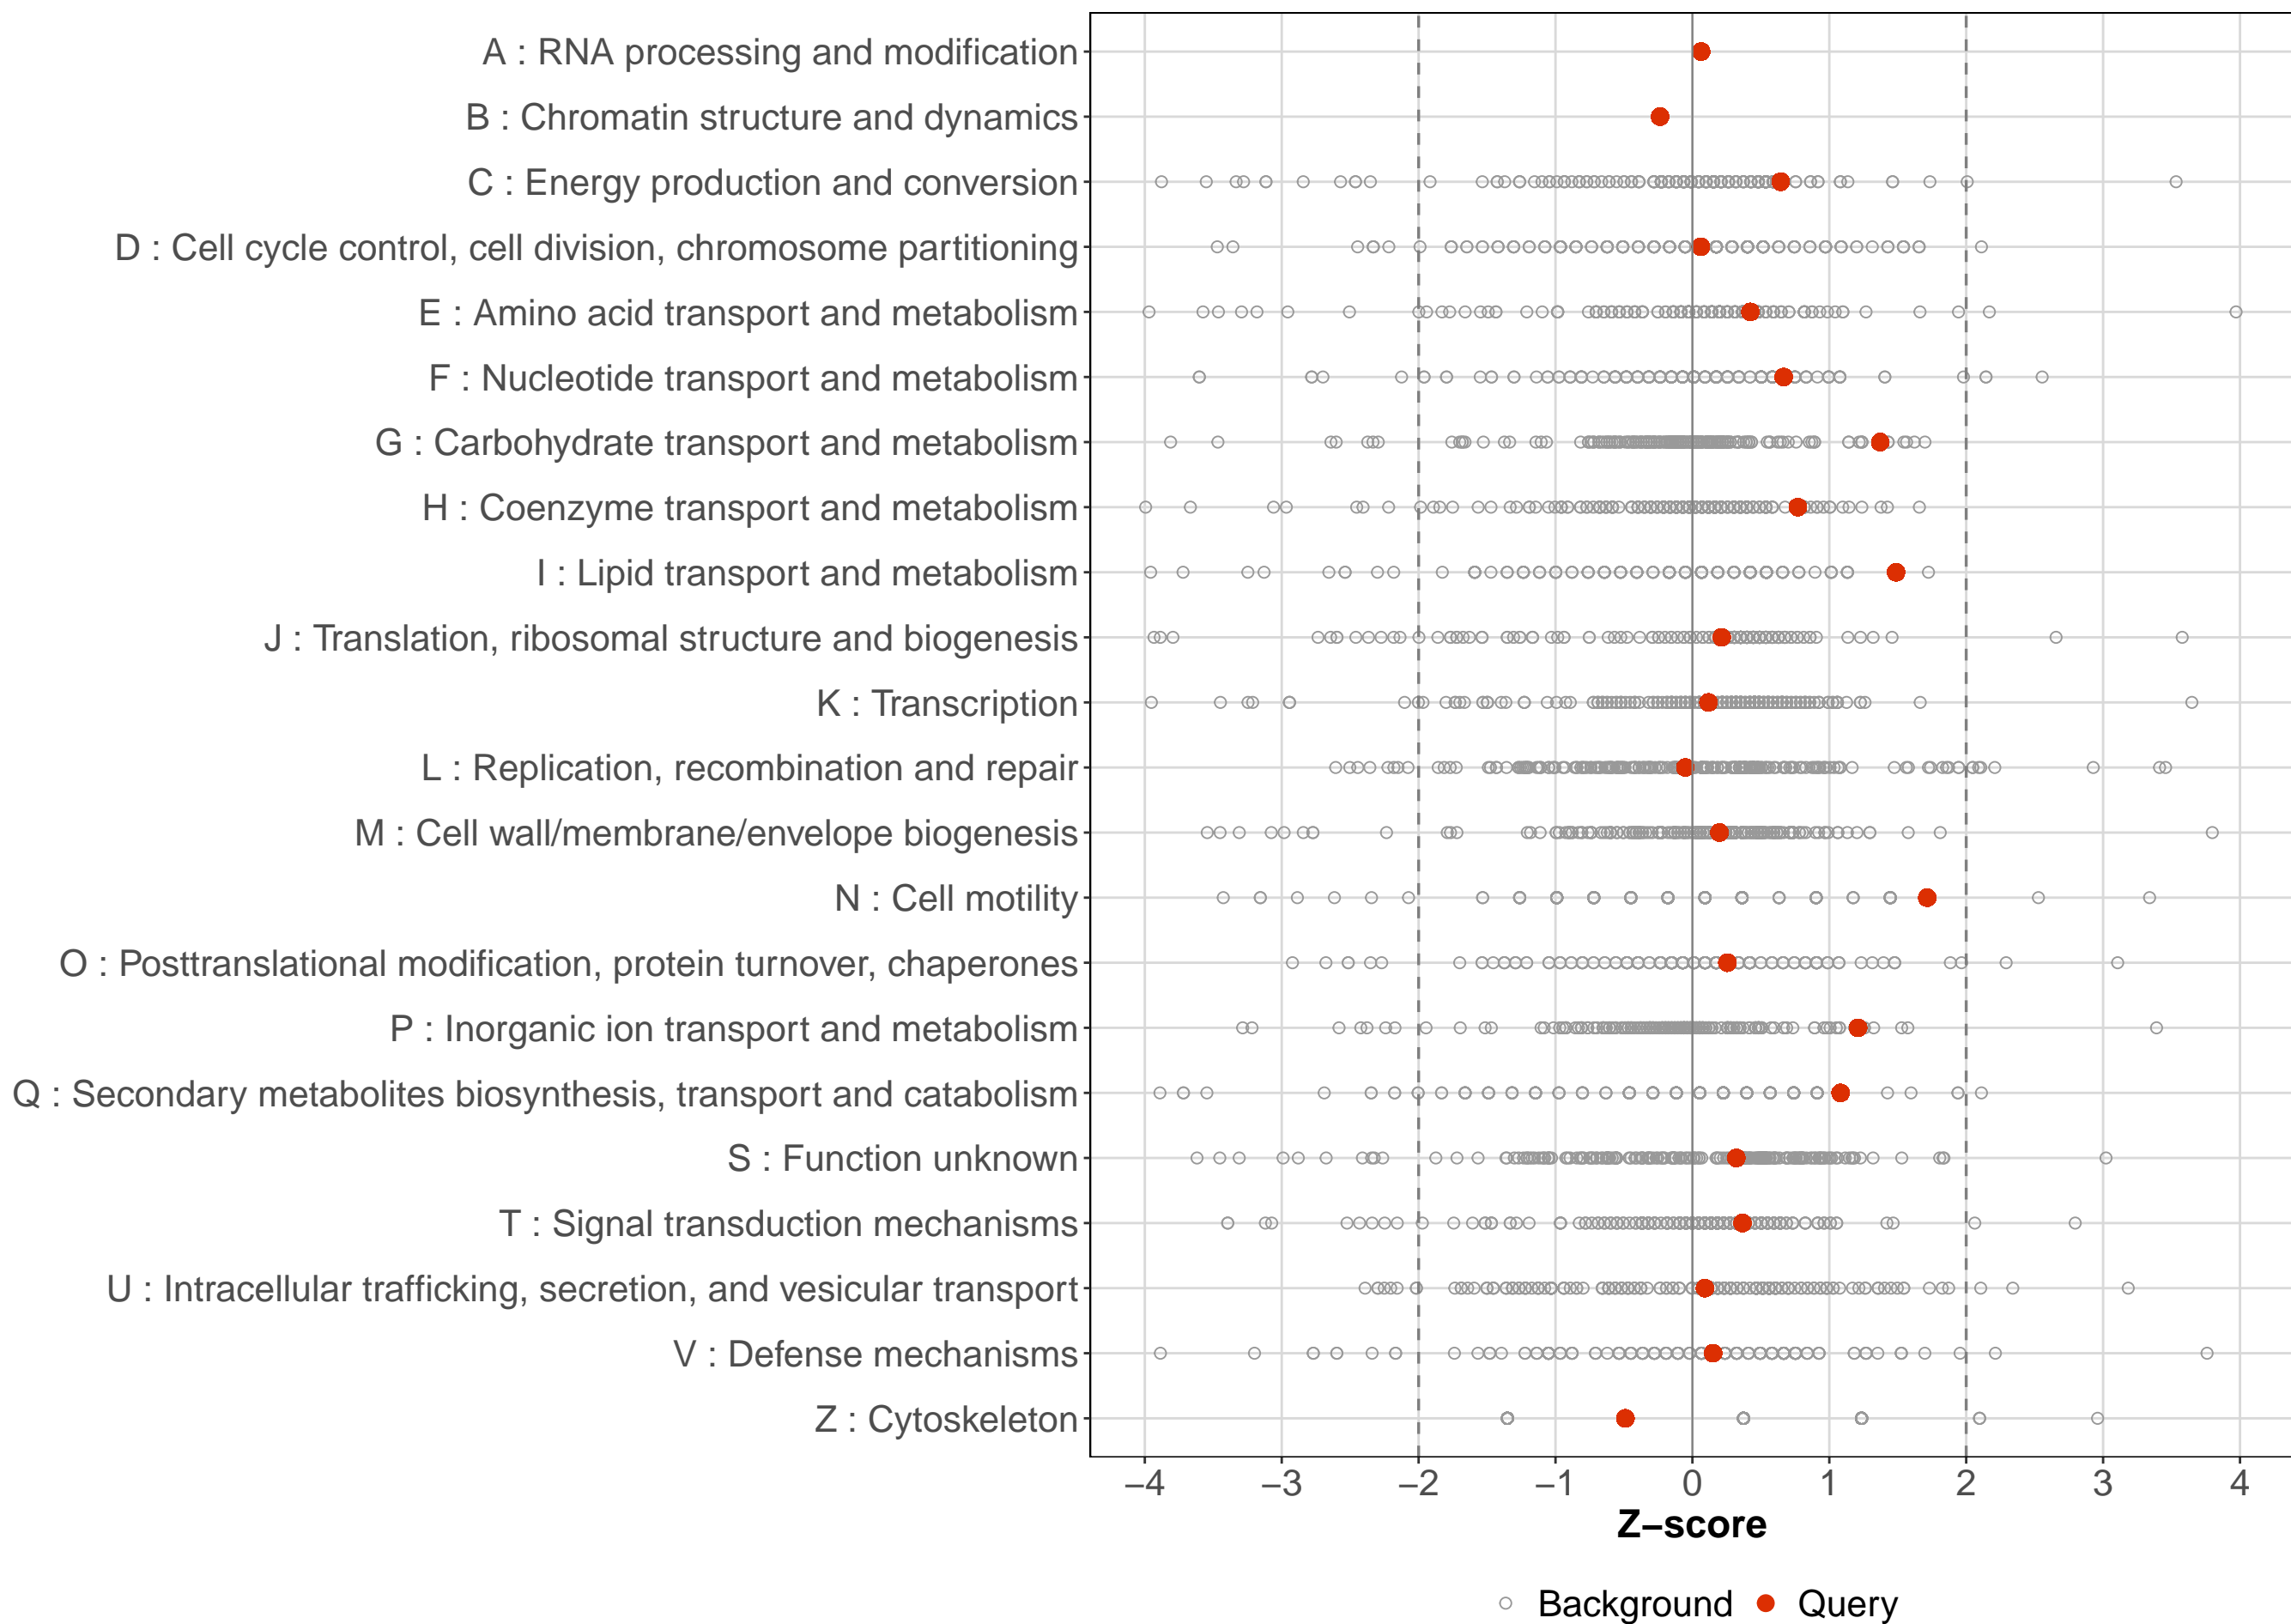 A : RNA processing and modification
B : Chromatin structure and dynamics
C : Energy production and conversion
D : Cell cycle control, cell division, chromosome partitioning
E : Amino acid transport and metabolism
F : Nucleotide transport and metabolism
G : Carbohydrate transport and metabolism
H : Coenzyme transport and metabolism
I : Lipid transport and metabolism
J : Translation, ribosomal structure and biogenesis
K : Transcription
L : Replication, recombination and repair
M : Cell wall/membrane/envelope biogenesis
N : Cell motility
O : Posttranslational modification, protein turnover, chaperones
P : Inorganic ion transport and metabolism
Q : Secondary metabolites biosynthesis, transport and catabolism
S : Function unknown
T : Signal transduction mechanisms
U : Intracellular trafficking, secretion, and vesicular transport
V : Defense mechanisms
Z : Cytoskeleton
−4 −3 −2 −1 0 1 2 3 4
Z−score
Background Query